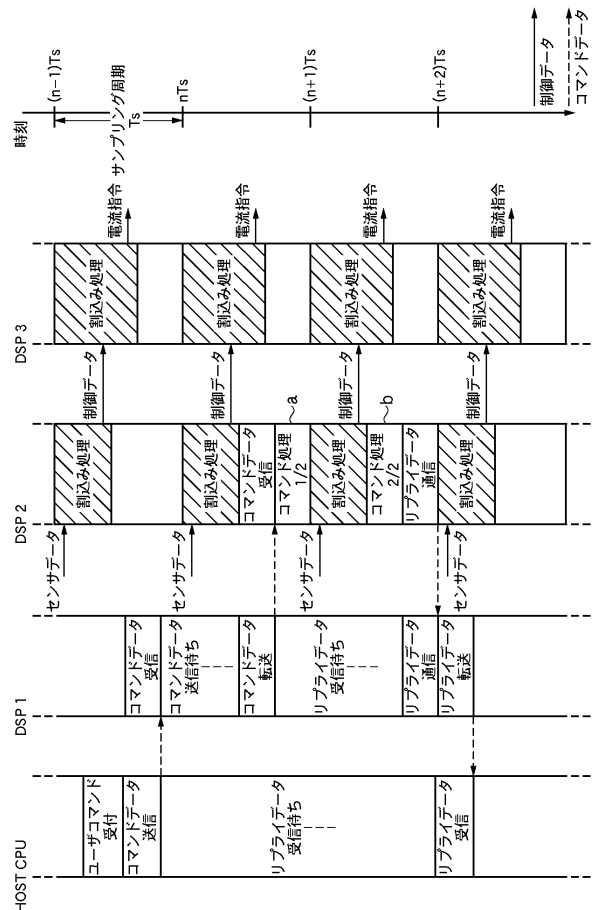 HOST CPU
ユーザコマンド
受付
コマンドデータ
送信
リプライデータ
受信待ち
リプライデータ
受信
DSP 1
コマンドデータ
受信
コマンドデータ
送信待ち
コマンドデータ
転送
リプライデータ
受信待ち
リプライデータ
通信
リプライデータ
転送
センサデータ
センサデータ
センサデータ
センサデータ
DSP 2
割込み処理
割込み処理
コマンドデータ
受信
コマンド処理
1/2
割込み処理
コマンド処理
2/2
リプライデータ
通信
割込み処理
a
b
制御データ
制御データ
制御データ
制御データ
DSP 3
割込み処理
割込み処理
割込み処理
割込み処理
電流指令
電流指令
電流指令
電流指令
時刻
サンプリング周期
Ts
(n−1)Ts
nTs
(n+1)Ts
(n+2)Ts
制御データ
コマンドデータ